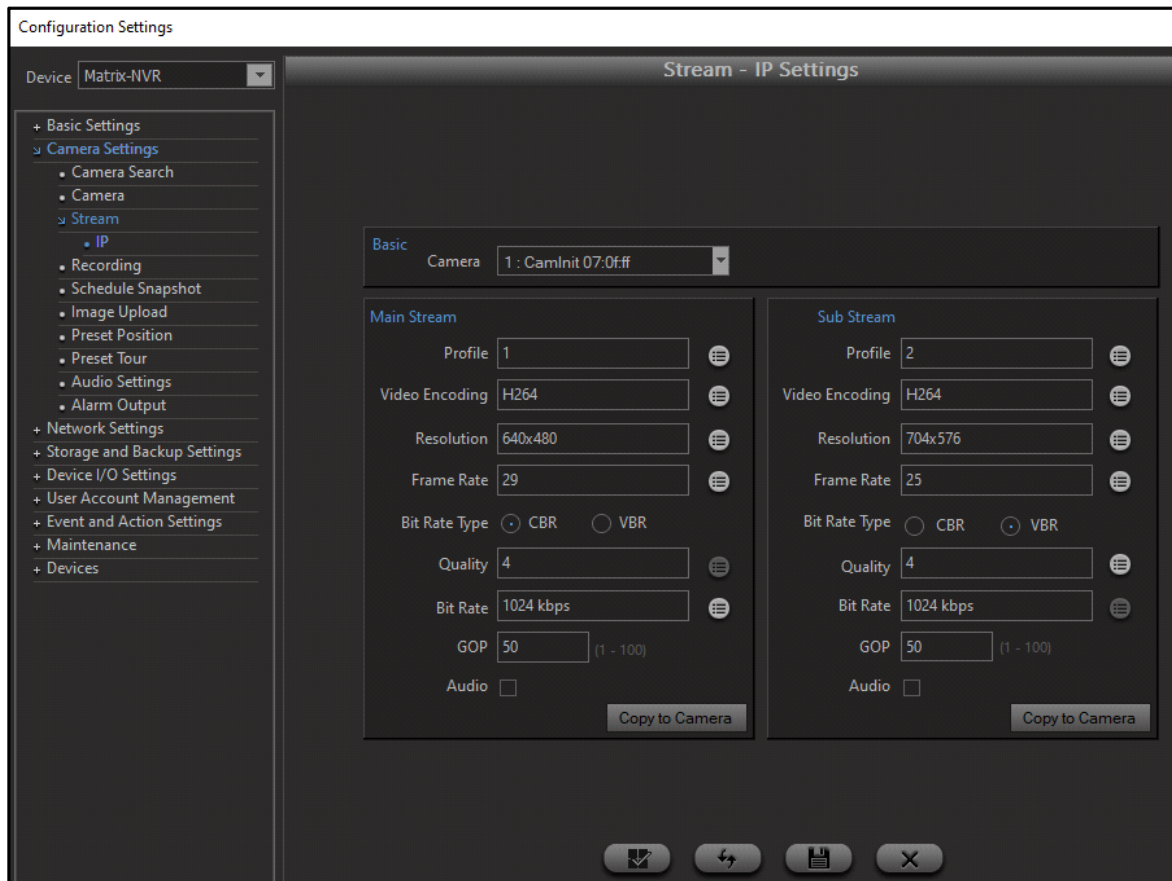 Configuration Settings
Device Matrix-NVR
+ Basic Settings
Camera Settings
• Camera Search
• Camera
Stream
• IP
• Recording
• Schedule Snapshot
• Image Upload
• Preset Position
• Preset Tour
• Audio Settings
• Alarm Output
+ Network Settings
+ Storage and Backup Settings
+ Device I/O Settings
+ User Account Management
+ Event and Action Settings
+ Maintenance
+ Devices
Stream - IP Settings
Basic
Camera 1 : CamInit 07:0f:ff
Main Stream
Profile 1
Video Encoding H264
Resolution 640x480
Frame Rate 29
Bit Rate Type CBR VBR
Quality 4
Bit Rate 1024 kbps
GOP 50 (1 - 100)
Audio
Copy to Camera
Sub Stream
Profile 2
Video Encoding H264
Resolution 704x576
Frame Rate 25
Bit Rate Type CBR VBR
Quality 4
Bit Rate 1024 kbps
GOP 50 (1 - 100)
Audio
Copy to Camera